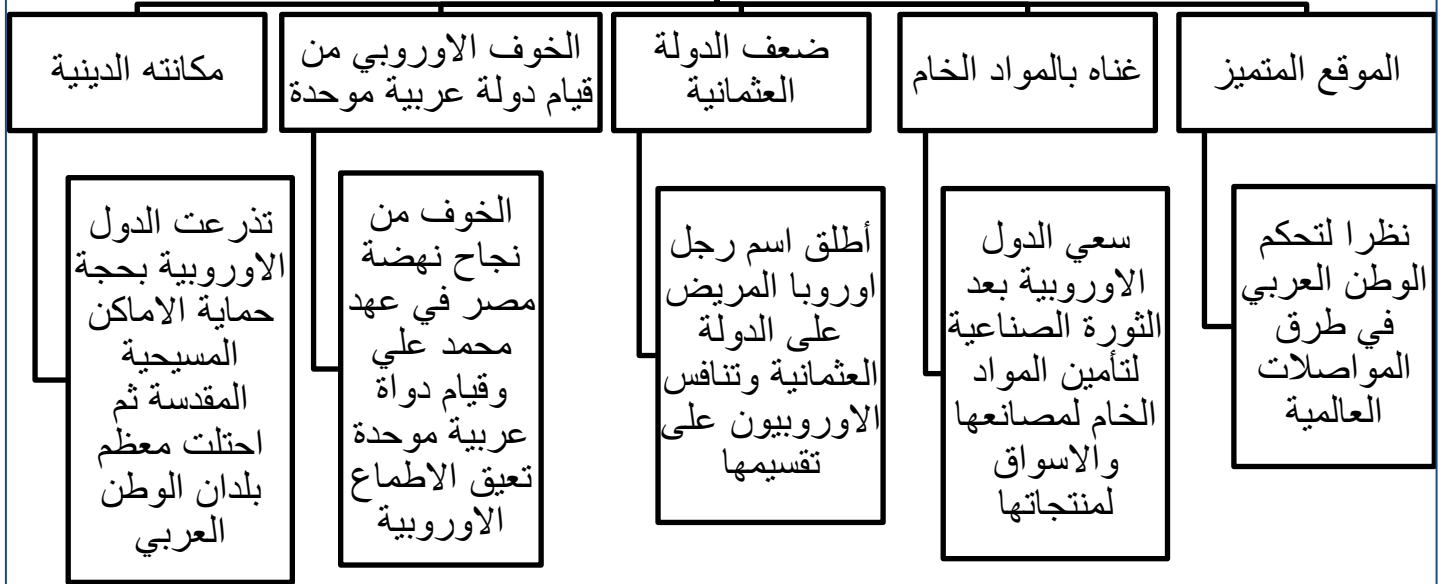 الموقع المتميز
غناه بالمواد الخام
ضعف الدولة
العثمانية
الخوف الاوروبي من
قيام دولة عربية موحدة
مكانته الدينية
نظرا لتحكم
الوطن العربي
في طرق
المواصلات
العالمية
سعي الدول
الاوروبية بعد
الثورة الصناعية
لتأمين المواد
الخام لمصانعها
والاسواق
لمنتجاتها
أطلق اسم رجل
اوروبا المريض
على الدولة
العثمانية وتنافس
الاوروبيون على
تقسيمها
الخوف من
نجاح نهضة
مصر في عهد
محمد علي
وقيام دواة
عربية موحدة
تعيق الاطماع
الاوروبية
تذرعت الدول
الاوروبية بحجة
حماية الاماكن
المسيحية
المقدسة ثم
احتلت معظم
بلدان الوطن
العربي